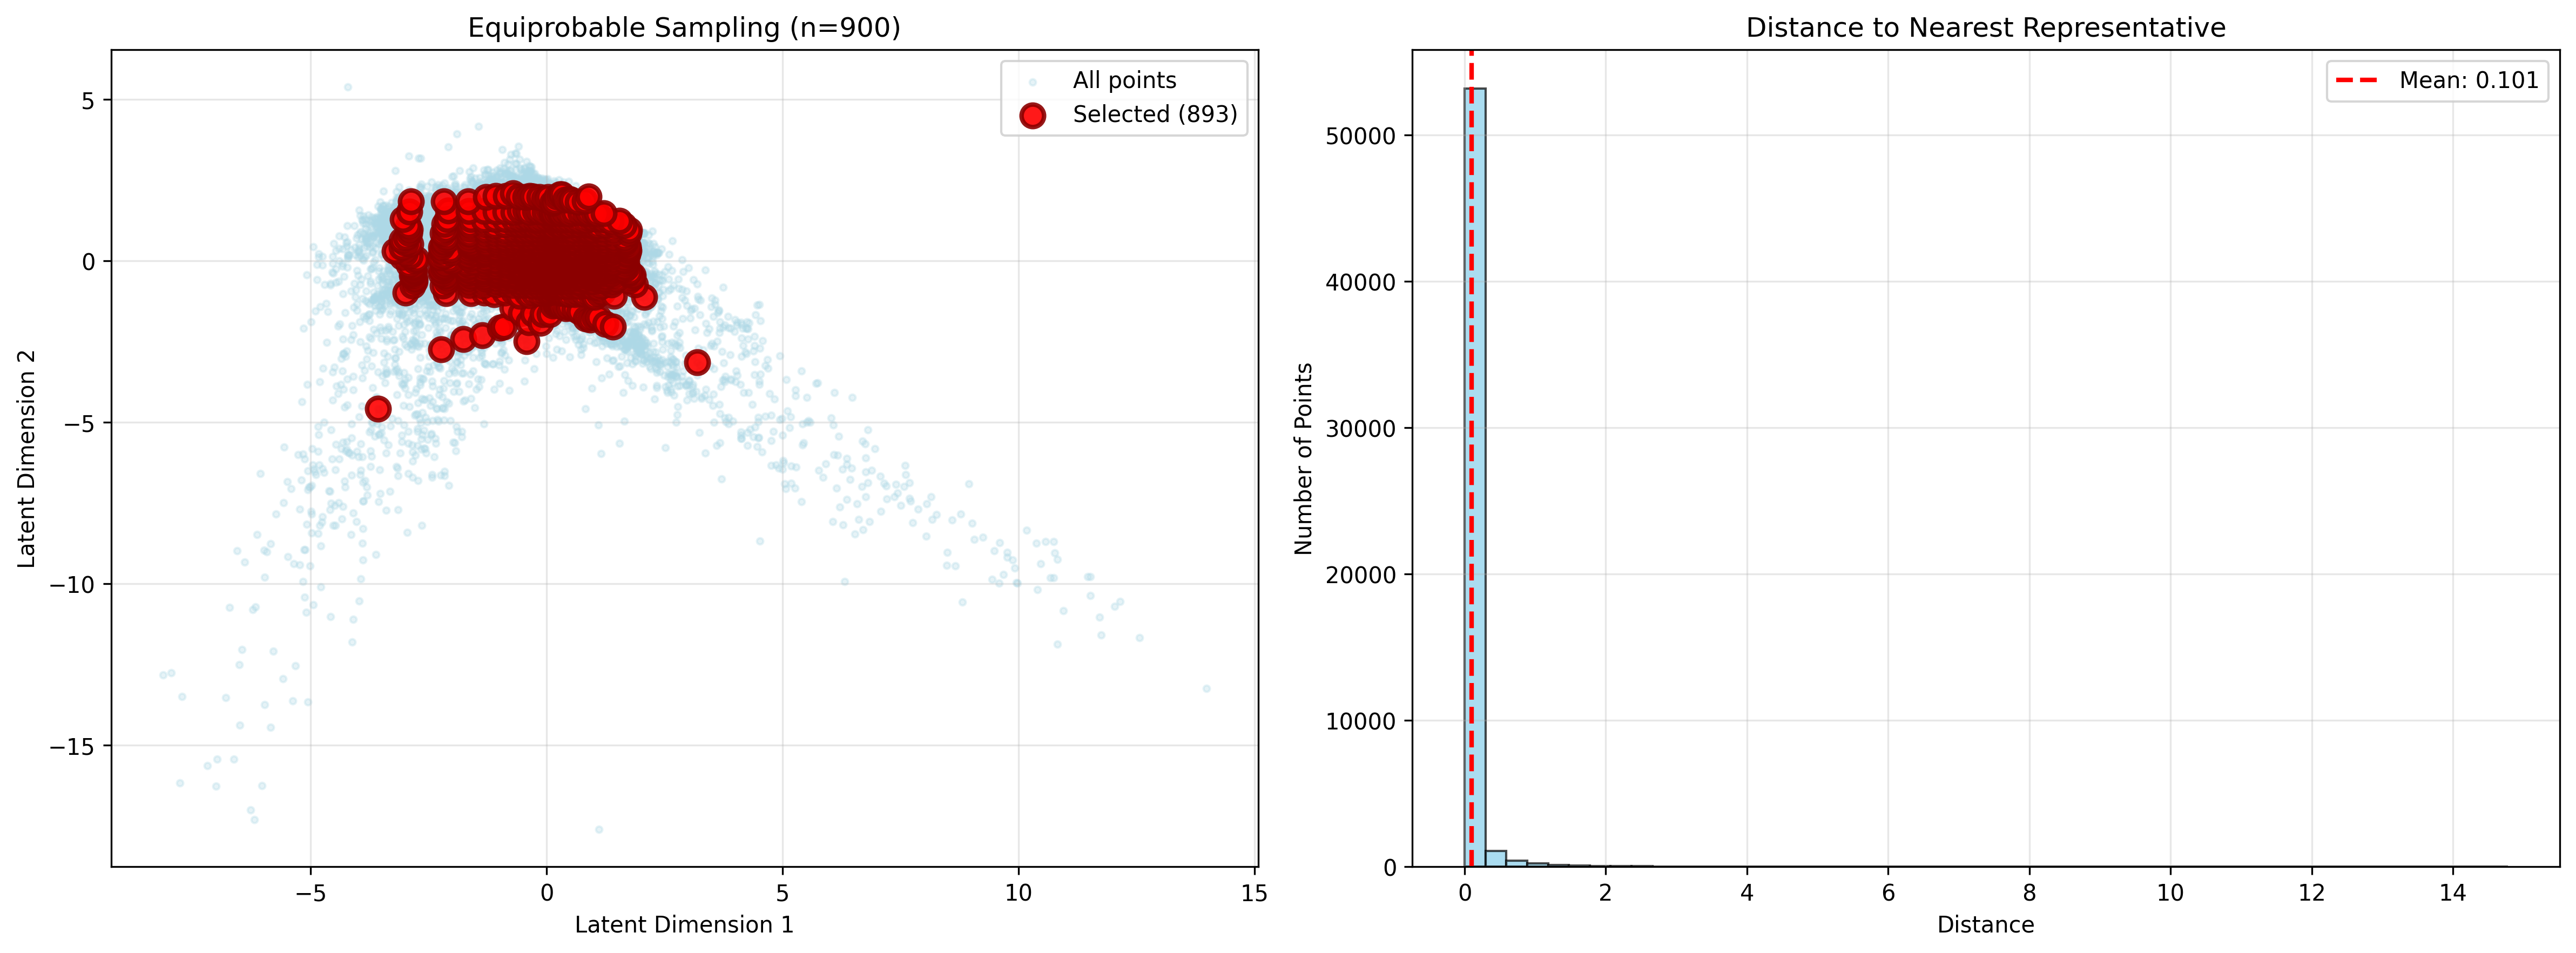 Equiprobable Sampling (n=900)
All points
Selected (893)
5
0
−5
−10
−15
Latent Dimension 2
−5
0
5
10
15
Latent Dimension 1
Distance to Nearest Representative
Mean: 0.101
50000
40000
30000
20000
10000
0
Number of Points
0
2
4
6
8
10
12
14
Distance